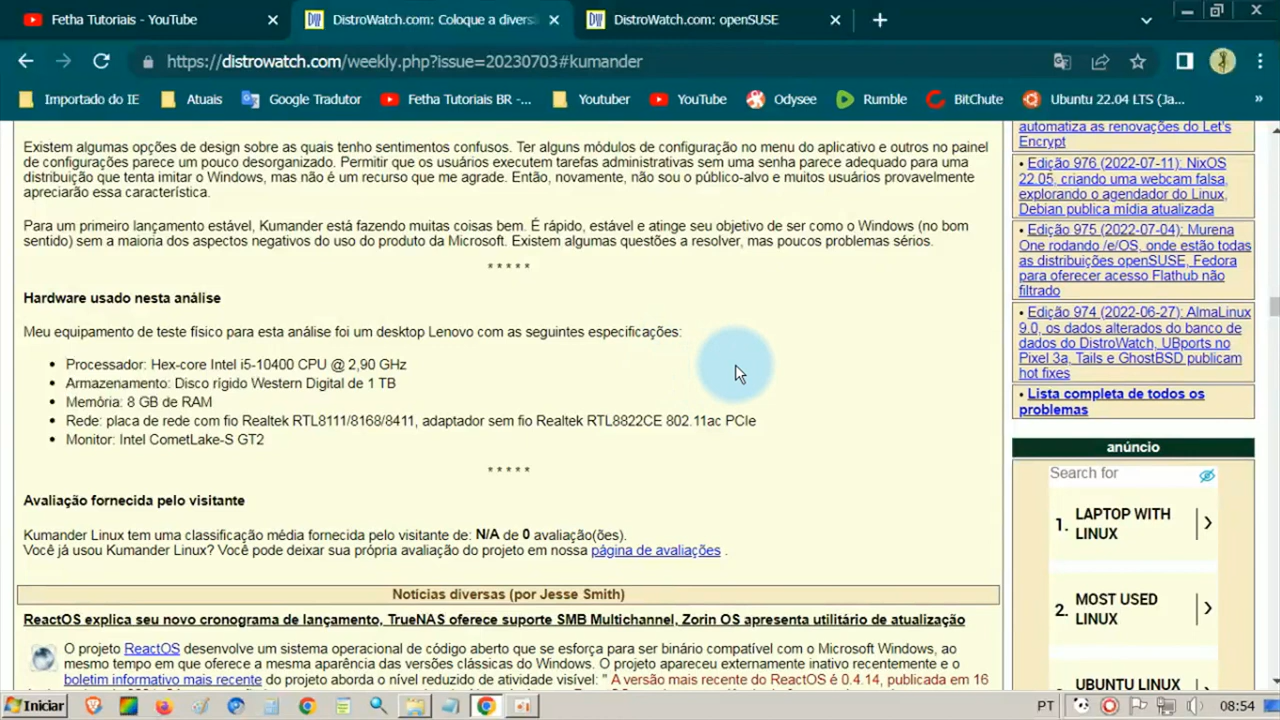 Fetha Tutoriais - YouTube
DistroWatch.com: Coloque a divers
DistroWatch.com: openSUSE
https://distrowatch.com/weekly.php?issue=20230703#kumander
Importado do IE
Atuais
Google Tradutor
Fetha Tutoriais BR -...
Youtuber
YouTube
Odysee
Rumble
BitChute
Ubuntu 22.04 LTS (Ja...
»
Existem algumas opções de design sobre as quais tenho sentimentos confusos. Ter alguns módulos de configuração no menu do aplicativo e outros no painel
de configurações parece um pouco desorganizado. Permitir que os usuários executem tarefas administrativas sem uma senha parece adequado para uma
distribuição que tenta imitar o Windows, mas não é um recurso que me agrade. Então, novamente, não sou o público-alvo e muitos usuários provavelmente
apreciarão essa característica.
Para um primeiro lançamento estável, Kumander está fazendo muitas coisas bem. É rápido, estável e atinge seu objetivo de ser como o Windows (no bom
sentido) sem a maioria dos aspectos negativos do uso do produto da Microsoft. Existem algumas questões a resolver, mas poucos problemas sérios.
* * * * *
Hardware usado nesta análise
Meu equipamento de teste físico para esta análise foi um desktop Lenovo com as seguintes especificações:
• Processador: Hex-core Intel i5-10400 CPU @ 2,90 GHz
• Armazenamento: Disco rígido Western Digital de 1 TB
• Memória: 8 GB de RAM
• Rede: placa de rede com fio Realtek RTL8111/8168/8411, adaptador sem fio Realtek RTL8822CE 802.11ac PCIe
• Monitor: Intel CometLake-S GT2
* * * * *
Avaliação fornecida pelo visitante
Kumander Linux tem uma classificação média fornecida pelo visitante de: N/A de 0 avaliação(ões).
Você já usou Kumander Linux? Você pode deixar sua própria avaliação do projeto em nossa página de avaliações .
Notícias diversas (por Jesse Smith)
ReactOS explica seu novo cronograma de lançamento, TrueNAS oferece suporte SMB Multichannel, Zorin OS apresenta utilitário de atualização
O projeto ReactOS desenvolve um sistema operacional de código aberto que se esforça para ser binário compatível com o Microsoft Windows, ao
mesmo tempo em que oferece a mesma aparência das versões clássicas do Windows. O projeto apareceu externamente inativo recentemente e o
boletim informativo mais recente do projeto aborda o nível reduzido de atividade visível: " A versão mais recente do ReactOS é 0.4.14, publicada em 16
automatiza as renovações do Let's
Encrypt
• Edição 976 (2022-07-11): NixOS
22.05, criando uma webcam falsa,
explorando o agendador do Linux,
Debian publica mídia atualizada
• Edição 975 (2022-07-04): Murena
One rodando /e/OS, onde estão todas
as distribuições openSUSE, Fedora
para oferecer acesso Flathub não
filtrado
• Edição 974 (2022-06-27): AlmaLinux
9.0, os dados alterados do banco de
dados do DistroWatch, UBports no
Pixel 3a, Tails e GhostBSD publicam
hot fixes
• Lista completa de todos os
problemas
anúncio
Search for
1. LAPTOP WITH
LINUX
2. MOST USED
LINUX
UBUNTU LINUX
Iniciar
PT
08:54